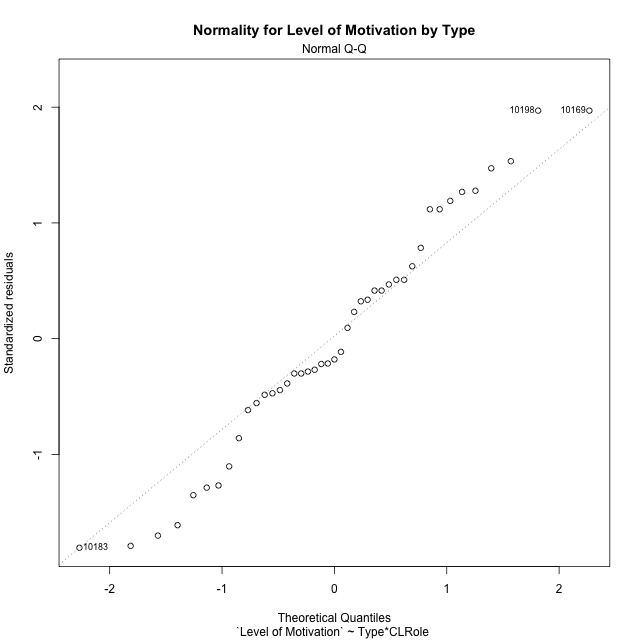 Normality for Level of Motivation by Type
Normal Q-Q
2
10198
10169
1
0
-1
10183
Standardized residuals
-2
-1
0
1
2
Theoretical Quantiles
`Level of Motivation` ~ Type*CLRole